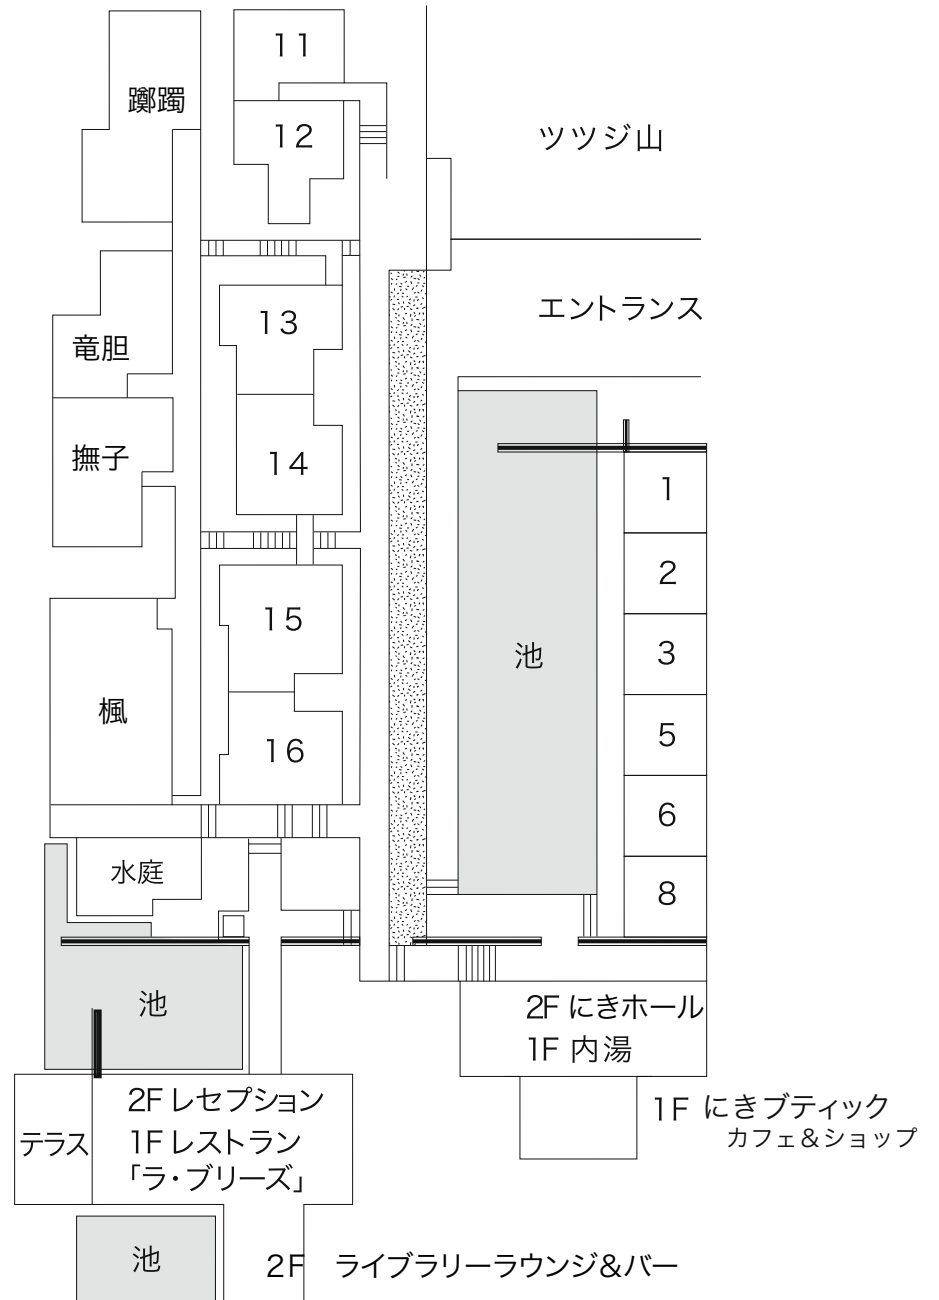 11
躑躅
12
ツツジ山
エントランス
13
竜胆
撫子
14
1
2
15
3
池
楓
5
16
6
水庭
8
池
2F にきホール
1F 内湯
2F レセプション
1F レストラン
「ラ・ブリーズ」
テラス
1F にきブティック
カフェ&ショップ
池
2F ライブラリーラウンジ&バー